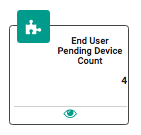 End User
Pending Device
Count
4